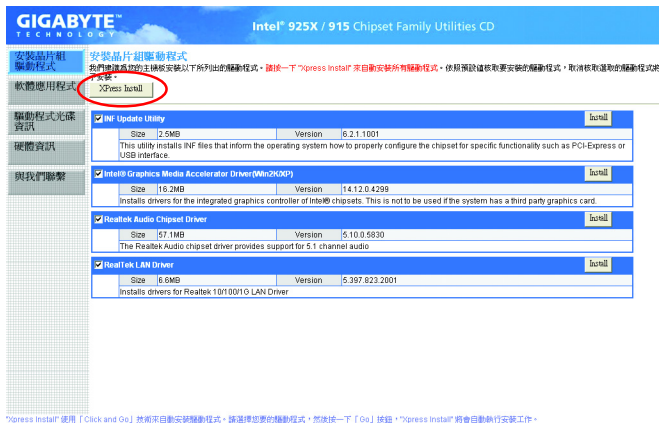 GIGABYTE™
TECHNOLOGY
Intel® 925X / 915 Chipset Family Utilities CD
安裝晶片組
驅動程式
軟體應用程式
驅動程式光碟
資訊
硬體資訊
與我們聯繫
安裝晶片組驅動程式
我們建議為您的主機板安裝以下所列出的驅動程式。請按一下 "Xpress Install" 來自動安裝所有驅動程式。依照預設值核取要安裝的驅動程式，取消核取選取的驅動程式將
了安裝。
XPress Install
INF Update Utility
Install
Size 2.5MB Version 6.2.1.1001
This utility installs INF files that inform the operating system how to properly configure the chipset for specific functionality such as PCI-Express or
USB interface.
Intel® Graphics Media Accelerator Driver(Win2K/XP)
Install
Size 16.2MB Version 14.12.0.4299
Installs drivers for the integrated graphics controller of Intel® chipsets. This is not to be used if the system has a third party graphics card.
Realtek Audio Chipset Driver
Install
Size 57.1MB Version 5.10.0.5830
The Realtek Audio chipset driver provides support for 5.1 channel audio
RealTek LAN Driver
Install
Size 6.6MB Version 5.397.823.2001
Installs drivers for Realtek 10/100/1G LAN Driver
"Xpress Install" 使用「Click and Go」技術來自動安裝驅動程式。請選擇您要的驅動程式，然後按一下「Go」按鈕，"Xpress Install" 將會自動執行安裝工作。